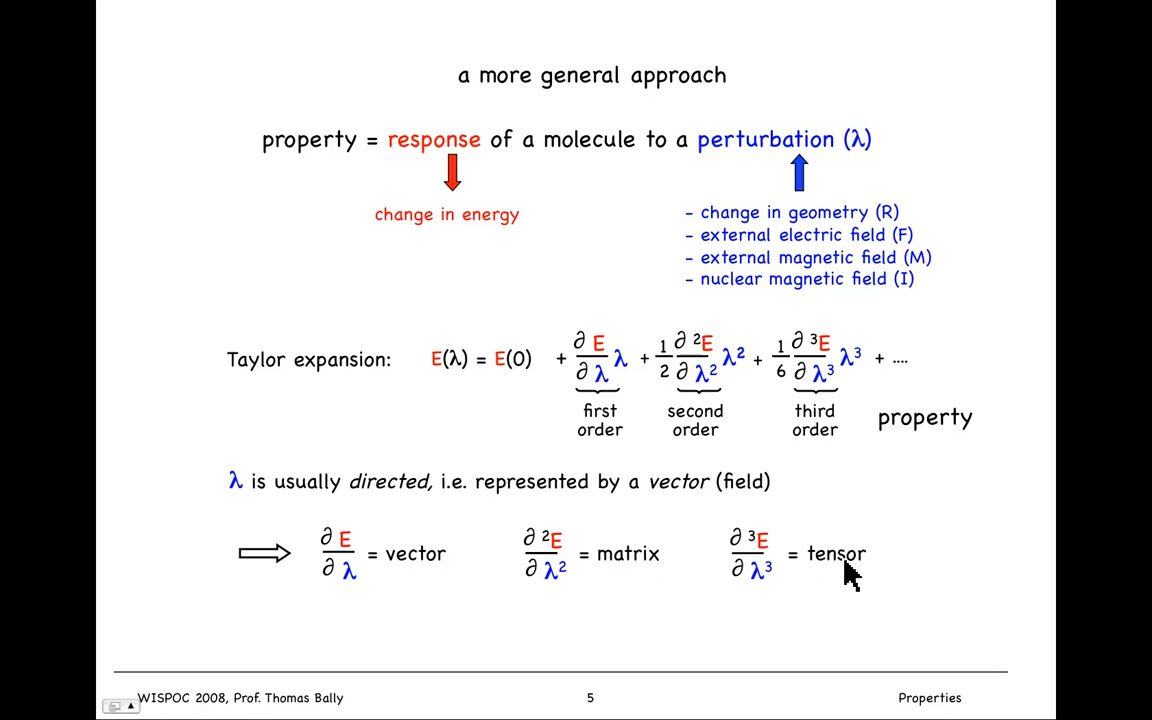 a more general approach
property = response of a molecule to a perturbation (λ)
change in energy
- change in geometry (R)
- external electric field (F)
- external magnetic field (M)
- nuclear magnetic field (I)
Taylor expansion: E(λ) = E(0) + ∂E/∂λ λ + 1/2 ∂²E/∂λ² λ² + 1/6 ∂³E/∂λ³ λ³ + ....
first order
second order
third order
property
λ is usually directed, i.e. represented by a vector (field)
∂E/∂λ = vector ∂²E/∂λ² = matrix ∂³E/∂λ³ = tensor
WISPOC 2008, Prof. Thomas Bally 5 Properties